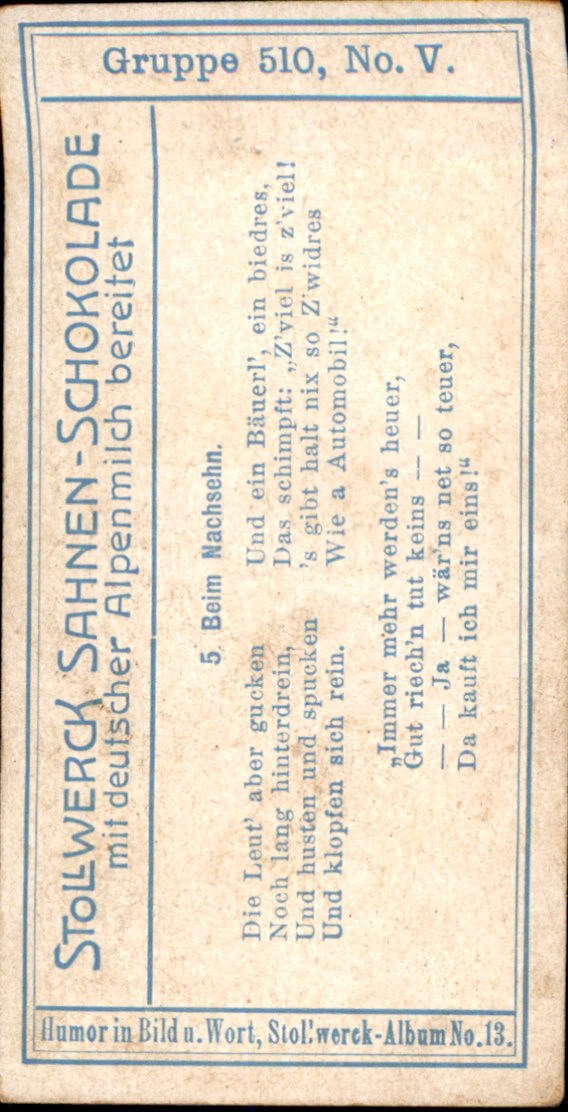 Gruppe 510, No. V.
STOLLWERCK SAHNEN-SCHOKOLADE
mit deutscher Alpenmilch bereitet
5. Beim Nachsehn.
Die Leut' aber gucken
Noch lang hinterdrein,
Und husten und spucken
Und klopfen sich rein.
Und ein Bäuerl', ein biedres,
Das schimpft: „Z'viel is z'viel!
's gibt halt nix so Z'widres
Wie a Automobil!“
„Immer mehr werden's heuer,
Gut riech'n tut keins — —
— — Ja — wär'ns net so teuer,
Da kauft ich mir eins!“
Humor in Bild u. Wort, Stollwerck-Album No. 13.